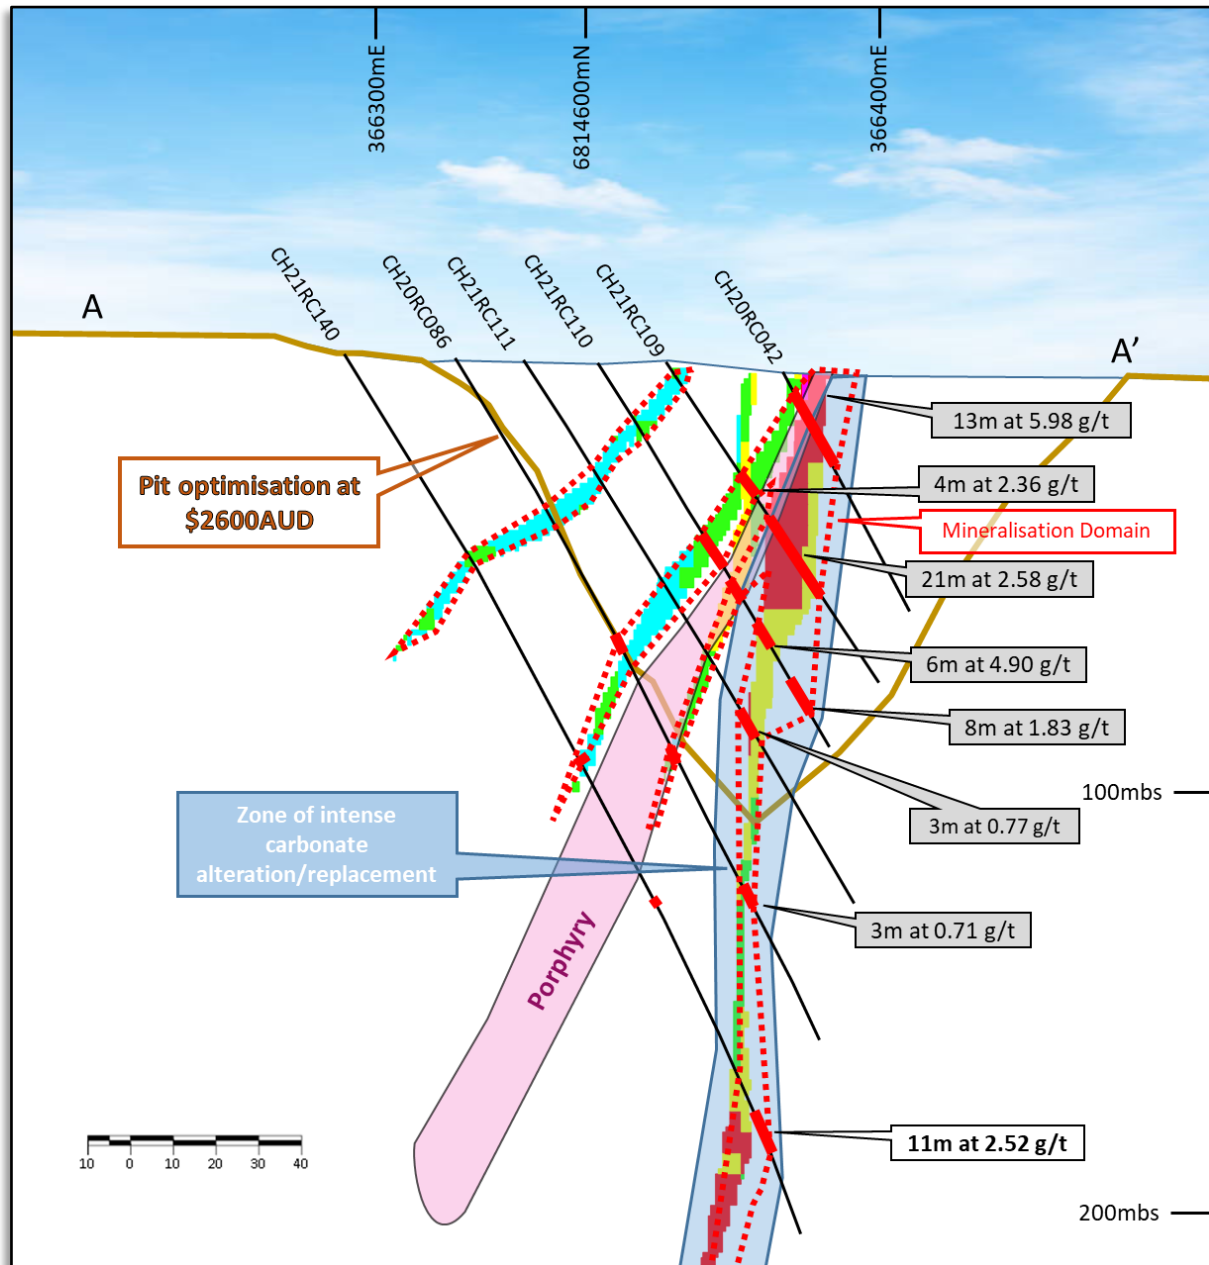 366300mE
6814600mN
366400mE
A
A’
CH21RC140
CH20RC086
CH21RC111
CH21RC110
CH21RC109
CH20RC042
Pit optimisation at
$2600AUD
13m at 5.98 g/t
4m at 2.36 g/t
Mineralisation Domain
21m at 2.58 g/t
6m at 4.90 g/t
8m at 1.83 g/t
100mbs
3m at 0.77 g/t
Zone of intense
carbonate
alteration/replacement
3m at 0.71 g/t
Porphyry
11m at 2.52 g/t
10 0 10 20 30 40
200mbs